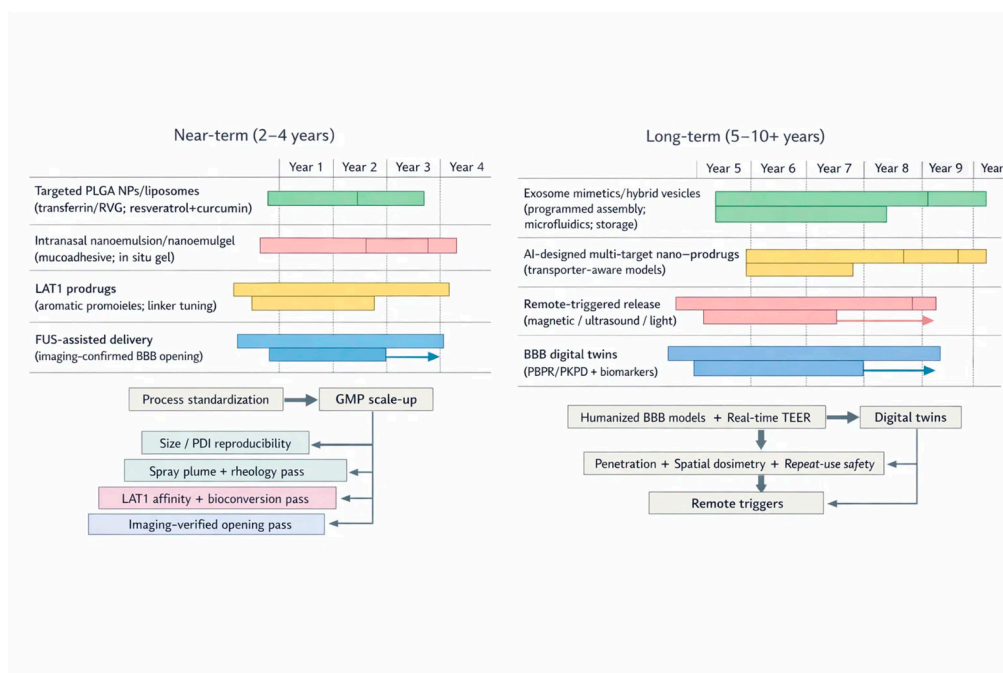 Near-term (2–4 years)
Year 1 Year 2 Year 3 Year 4
Targeted PLGA NPs/liposomes
(transferrin/RVG; resveratrol+curcumin)
Intranasal nanoemulsion/nanoemulgel
(mucoadhesive; in situ gel)
LAT1 prodrugs
(aromatic promoieles; linker tuning)
FUS-assisted delivery
(imaging-confirmed BBB opening)
Process standardization
GMP scale-up
Size / PDI reproducibility
Spray plume + rheology pass
LAT1 affinity + bioconversion pass
Imaging-verified opening pass
Long-term (5–10+ years)
Year 5 Year 6 Year 7 Year 8 Year 9 Year
Exosome mimetics/hybrid vesicles
(programmed assembly;
microfluidics; storage)
AI-designed multi-target nano-prodrugs
(transporter-aware models)
Remote-triggered release
(magnetic / ultrasound / light)
BBB digital twins
(PBPR/PKPD + biomarkers)
Humanized BBB models + Real-time TEER
Digital twins
Penetration + Spatial dosimetry + Repeat-use safety
Remote triggers